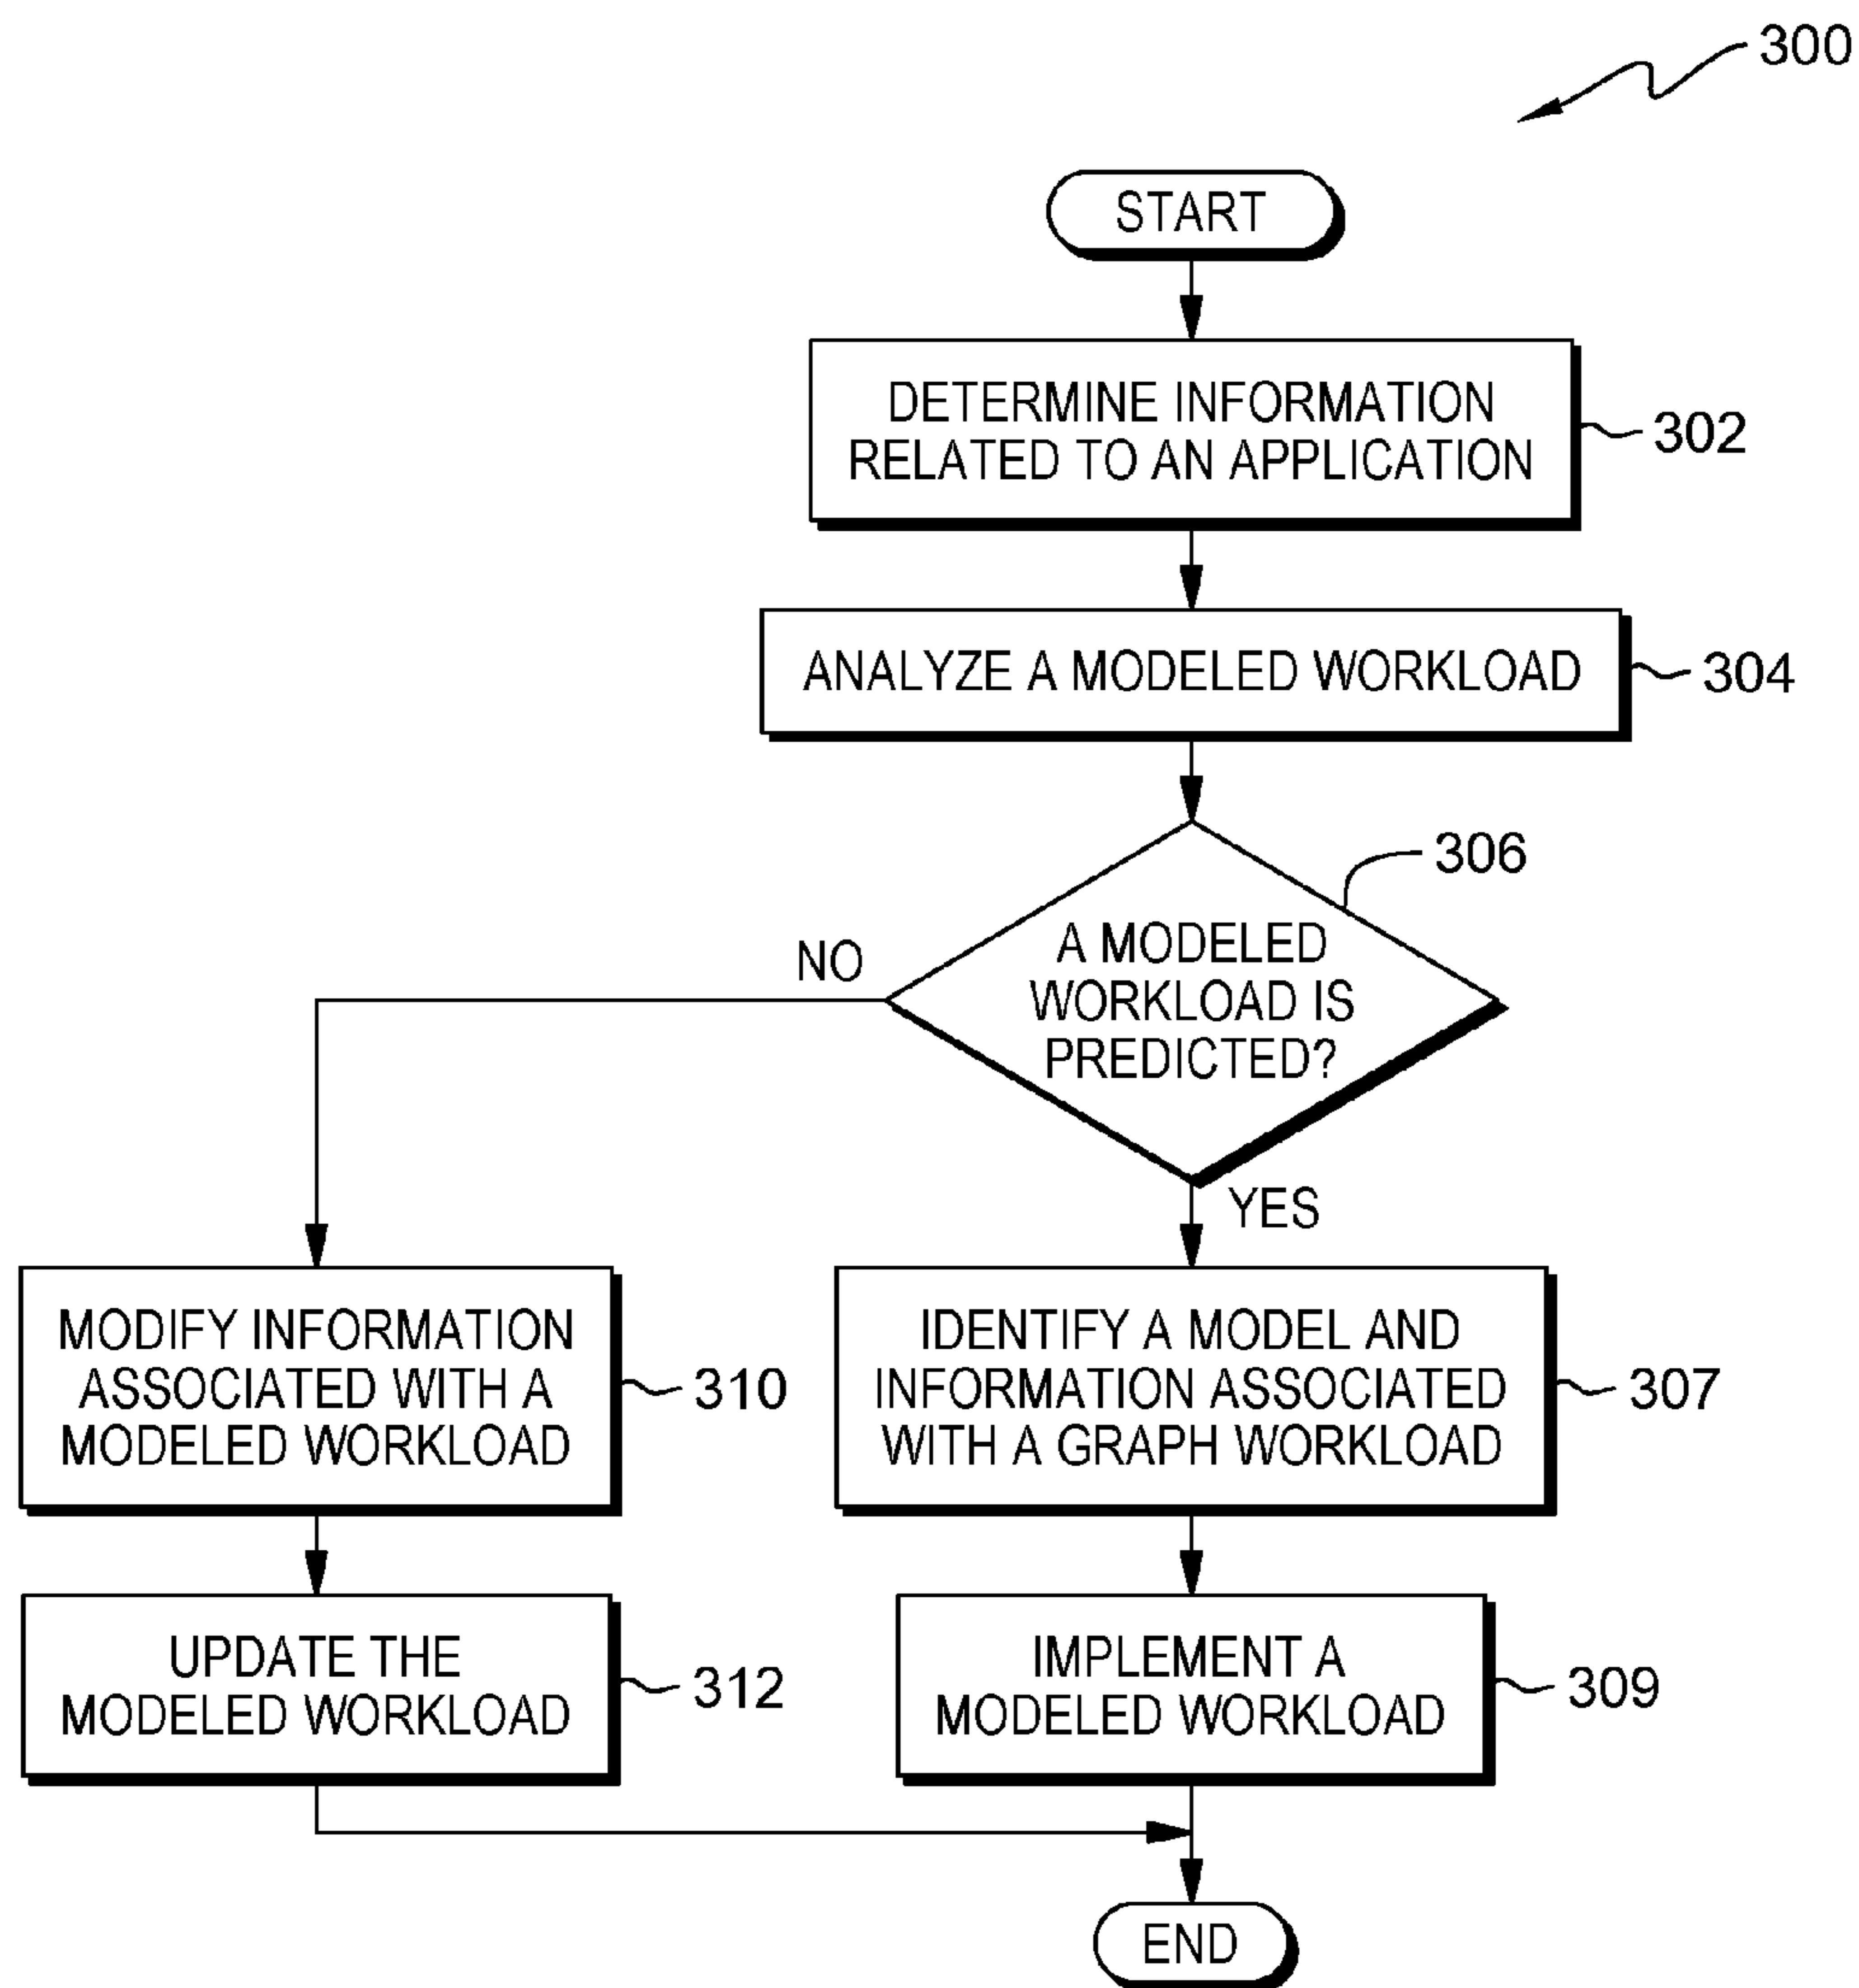 300
START
DETERMINE INFORMATION
RELATED TO AN APPLICATION
302
ANALYZE A MODELED WORKLOAD
304
306
A MODELED
WORKLOAD IS
PREDICTED?
NO
YES
MODIFY INFORMATION
ASSOCIATED WITH A
MODELED WORKLOAD
310
IDENTIFY A MODEL AND
INFORMATION ASSOCIATED
WITH A GRAPH WORKLOAD
307
UPDATE THE
MODELED WORKLOAD
312
IMPLEMENT A
MODELED WORKLOAD
309
END